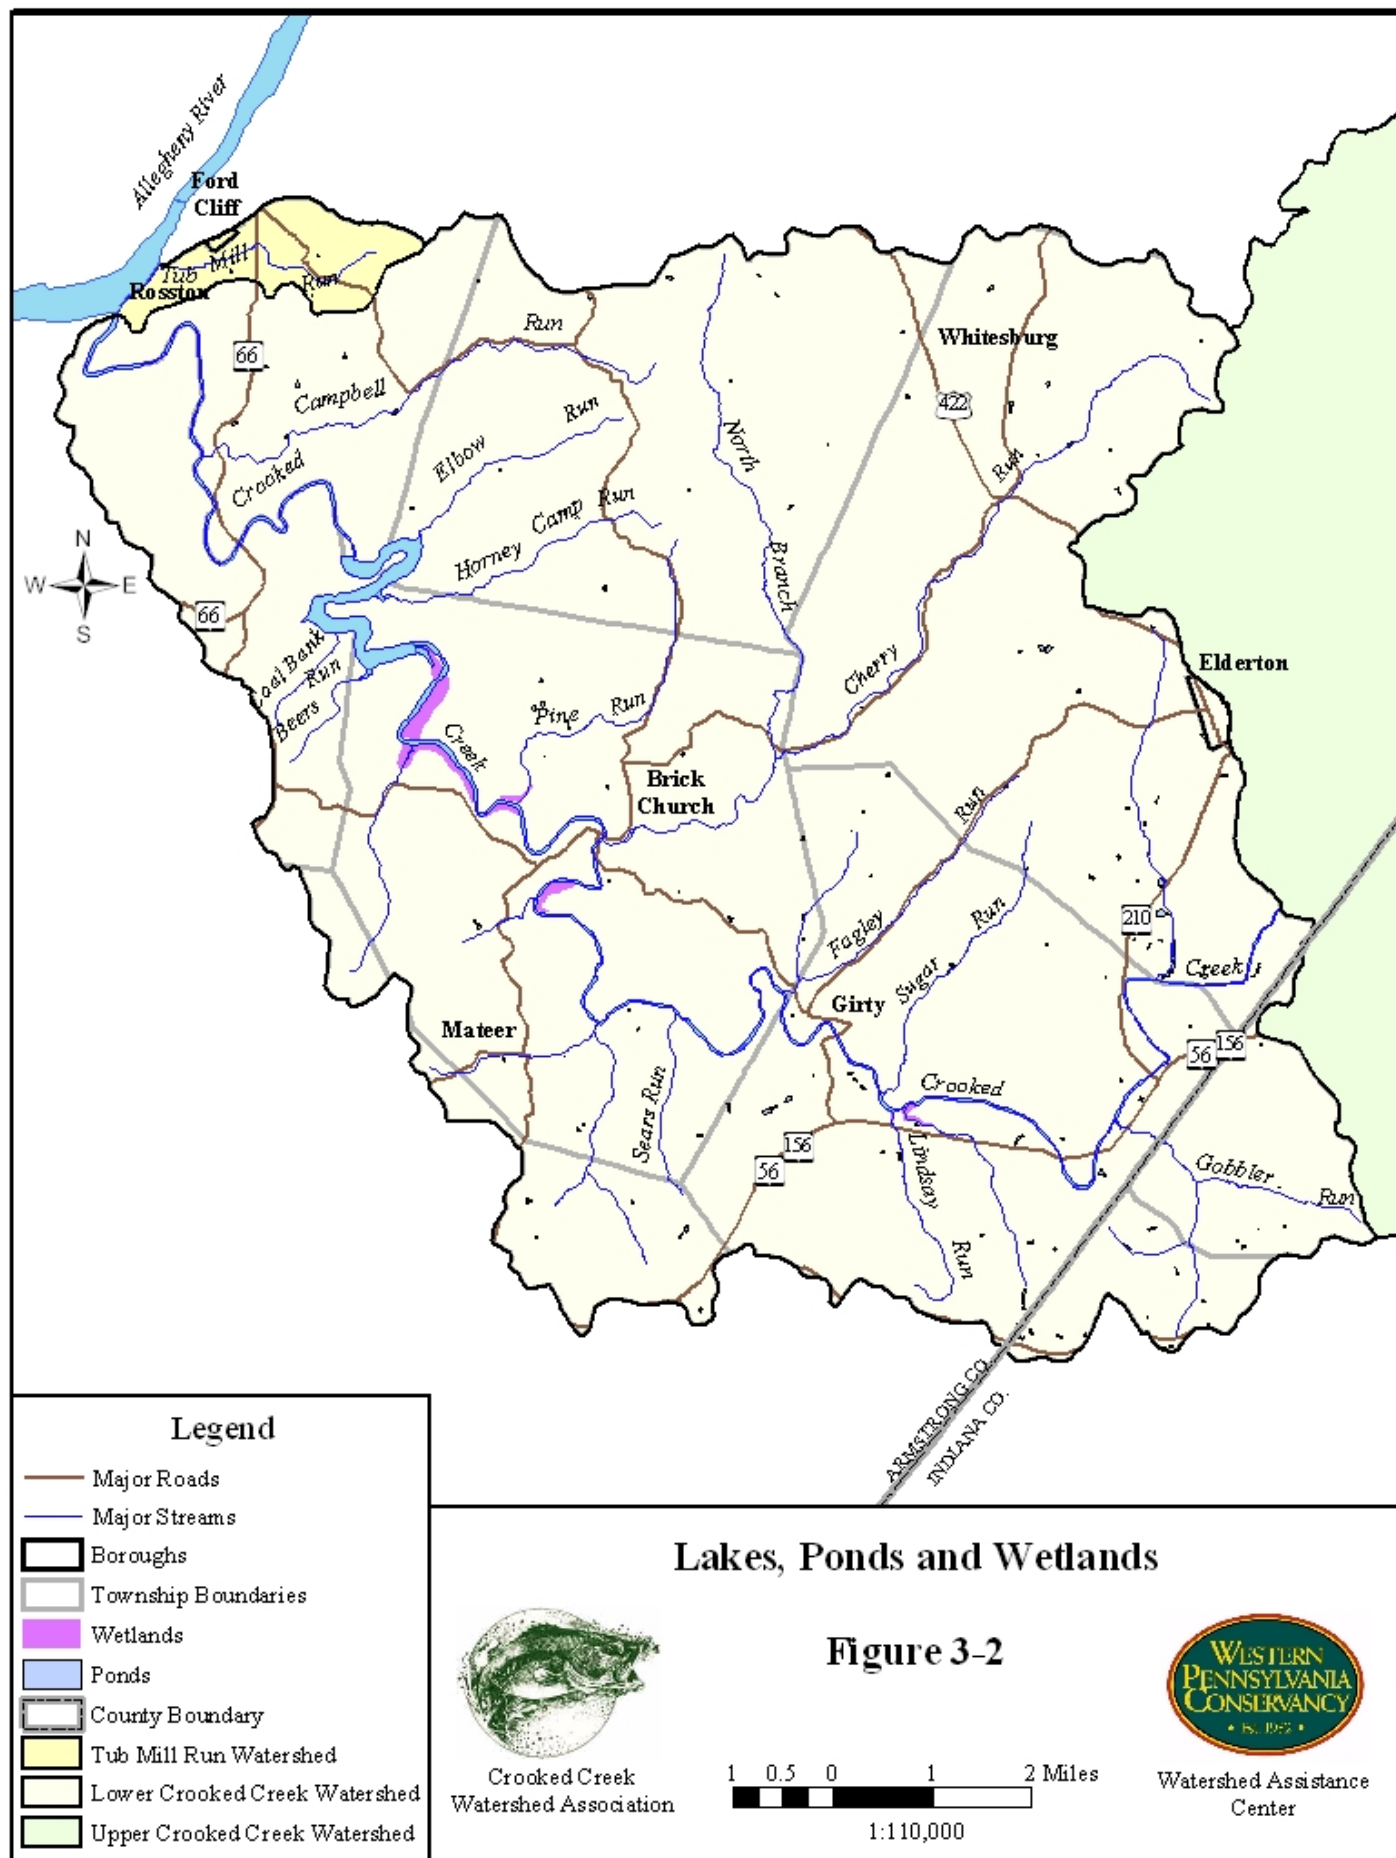 Allegheny River
Ford
Cliff
Tub Mill
Run
Rosston
66
Run
Campbell
Whitesburg
422
Run
Elbow
Run
North
Crooked
Run
Camp Run
Horney
Branch
N
W E
S
66
Coal Bank
Run
Beers
Cherry
Elderton
Pine Run
Creek
Brick
Church
Run
210
Fagley
Run
Sugar
Creek
Girty
Mateer
156
56
Crooked
Sears Run
156
56
Lindsay
Run
Gobbler
Run
ARMSTRONG CO.
INDIANA CO.
Legend
Major Roads
Major Streams
Boroughs
Township Boundaries
Wetlands
Ponds
County Boundary
Tub Mill Run Watershed
Lower Crooked Creek Watershed
Upper Crooked Creek Watershed
Lakes, Ponds and Wetlands
Figure 3-2
Crooked Creek
Watershed Association
1 0.5 0 1 2 Miles
1:110,000
WESTERN
PENNSYLVANIA
CONSERVANCY
• Est. 1932 •
Watershed Assistance
Center